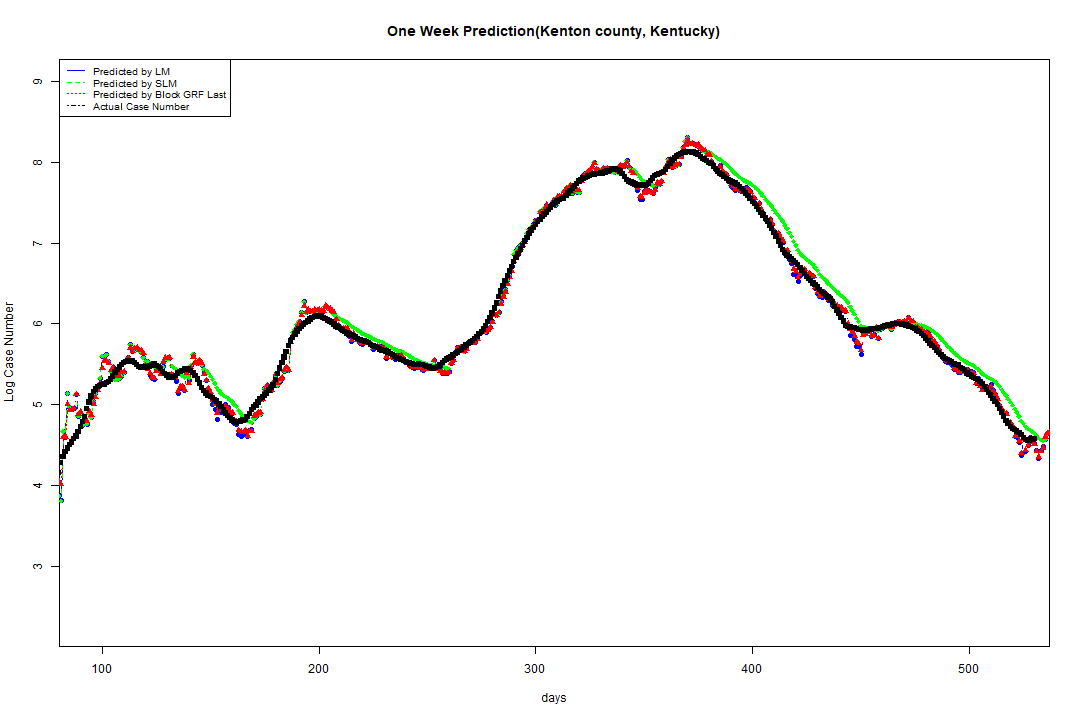 One Week Prediction(Kenton county, Kentucky)
Predicted by LM
Predicted by SLM
Predicted by Block GRF Last
Actual Case Number
9
8
7
6
5
4
3
Log Case Number
100 200 300 400 500
days